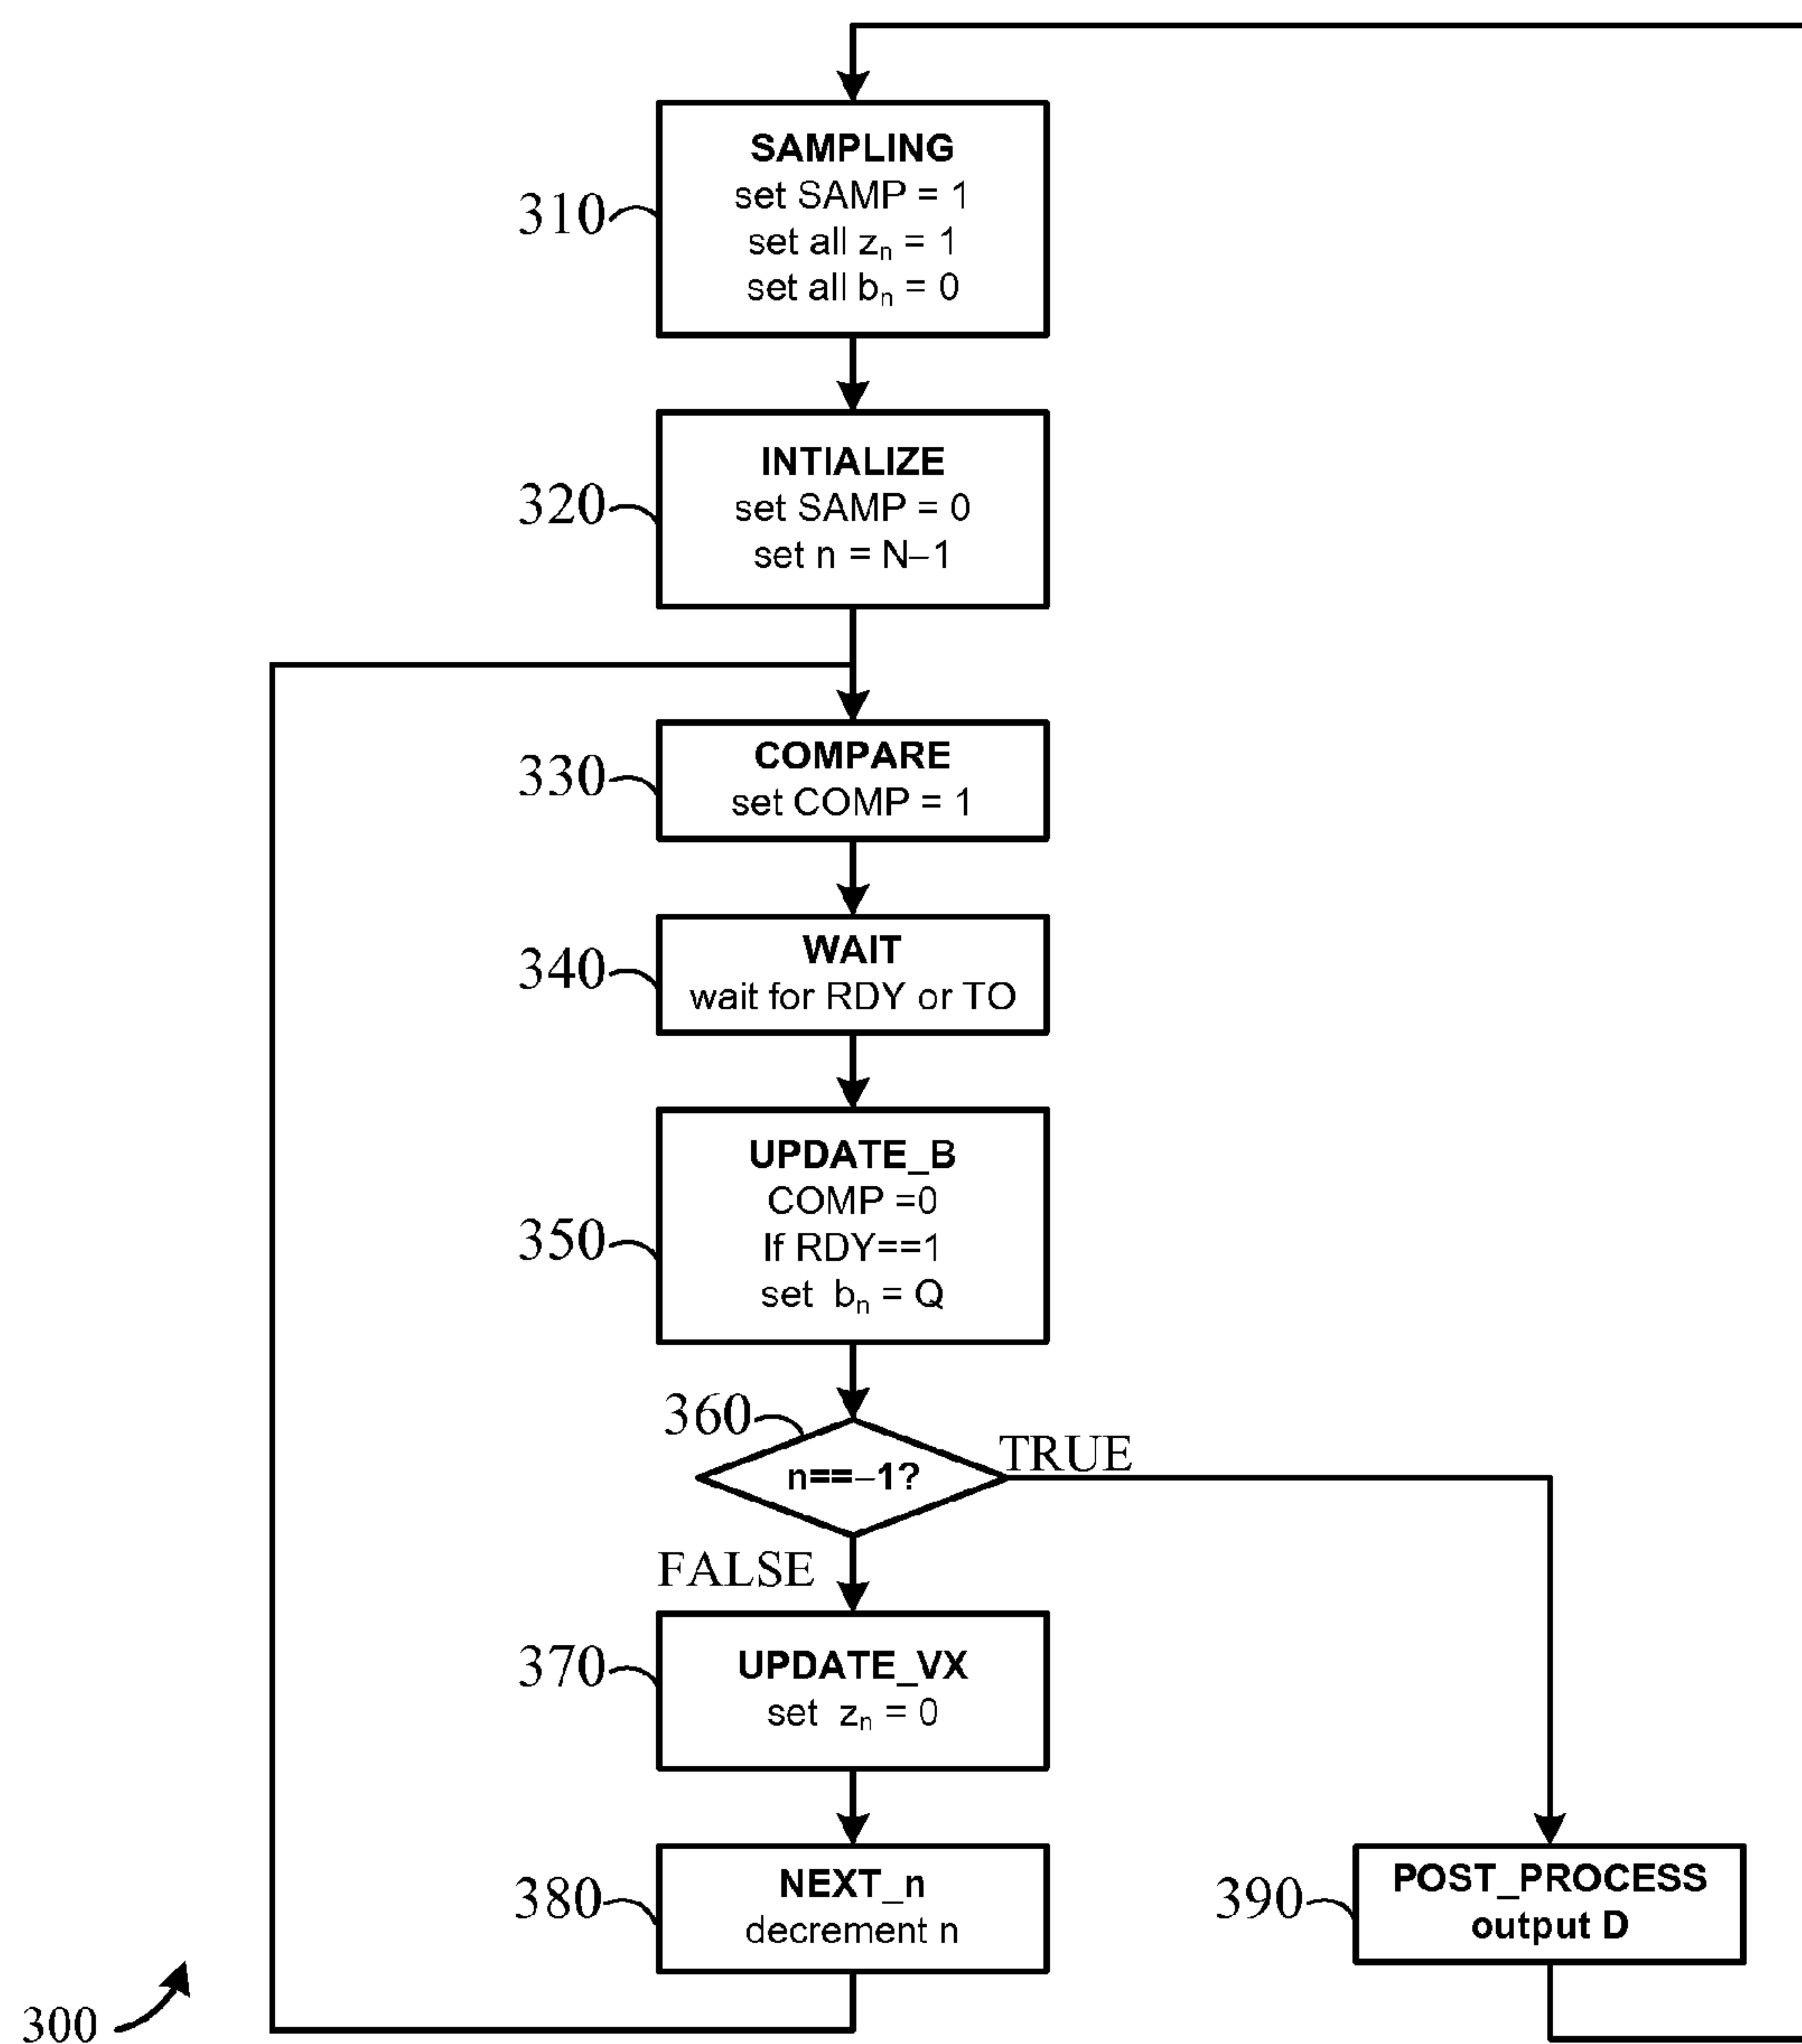 SAMPLING
set SAMP = 1
set all zn = 1
set all bn = 0
310
INTIALIZE
set SAMP = 0
set n = N–1
320
COMPARE
set COMP = 1
330
WAIT
wait for RDY or TO
340
UPDATE_B
COMP =0
If RDY==1
set bn = Q
350
360
n==–1?
TRUE
FALSE
UPDATE_VX
set zn = 0
370
NEXT_n
decrement n
380
POST_PROCESS
output D
390
300